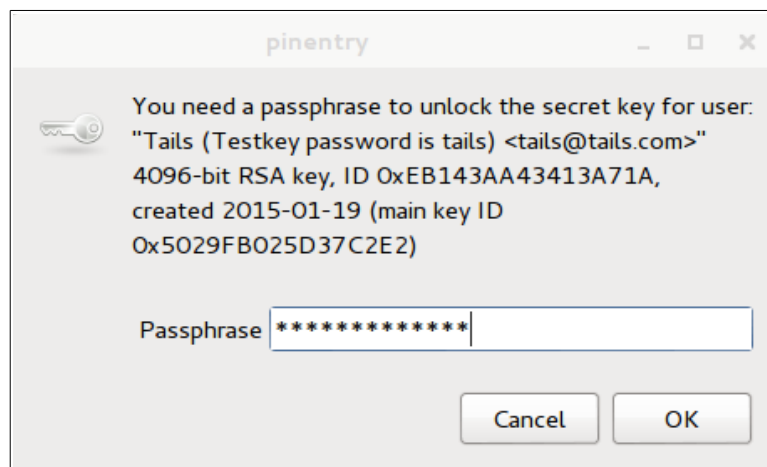 pinentry
You need a passphrase to unlock the secret key for user:
"Tails (Testkey password is tails) <tails@tails.com>"
4096-bit RSA key, ID 0xEB143AA43413A71A,
created 2015-01-19 (main key ID
0x5029FB025D37C2E2)
Passphrase *************
Cancel OK